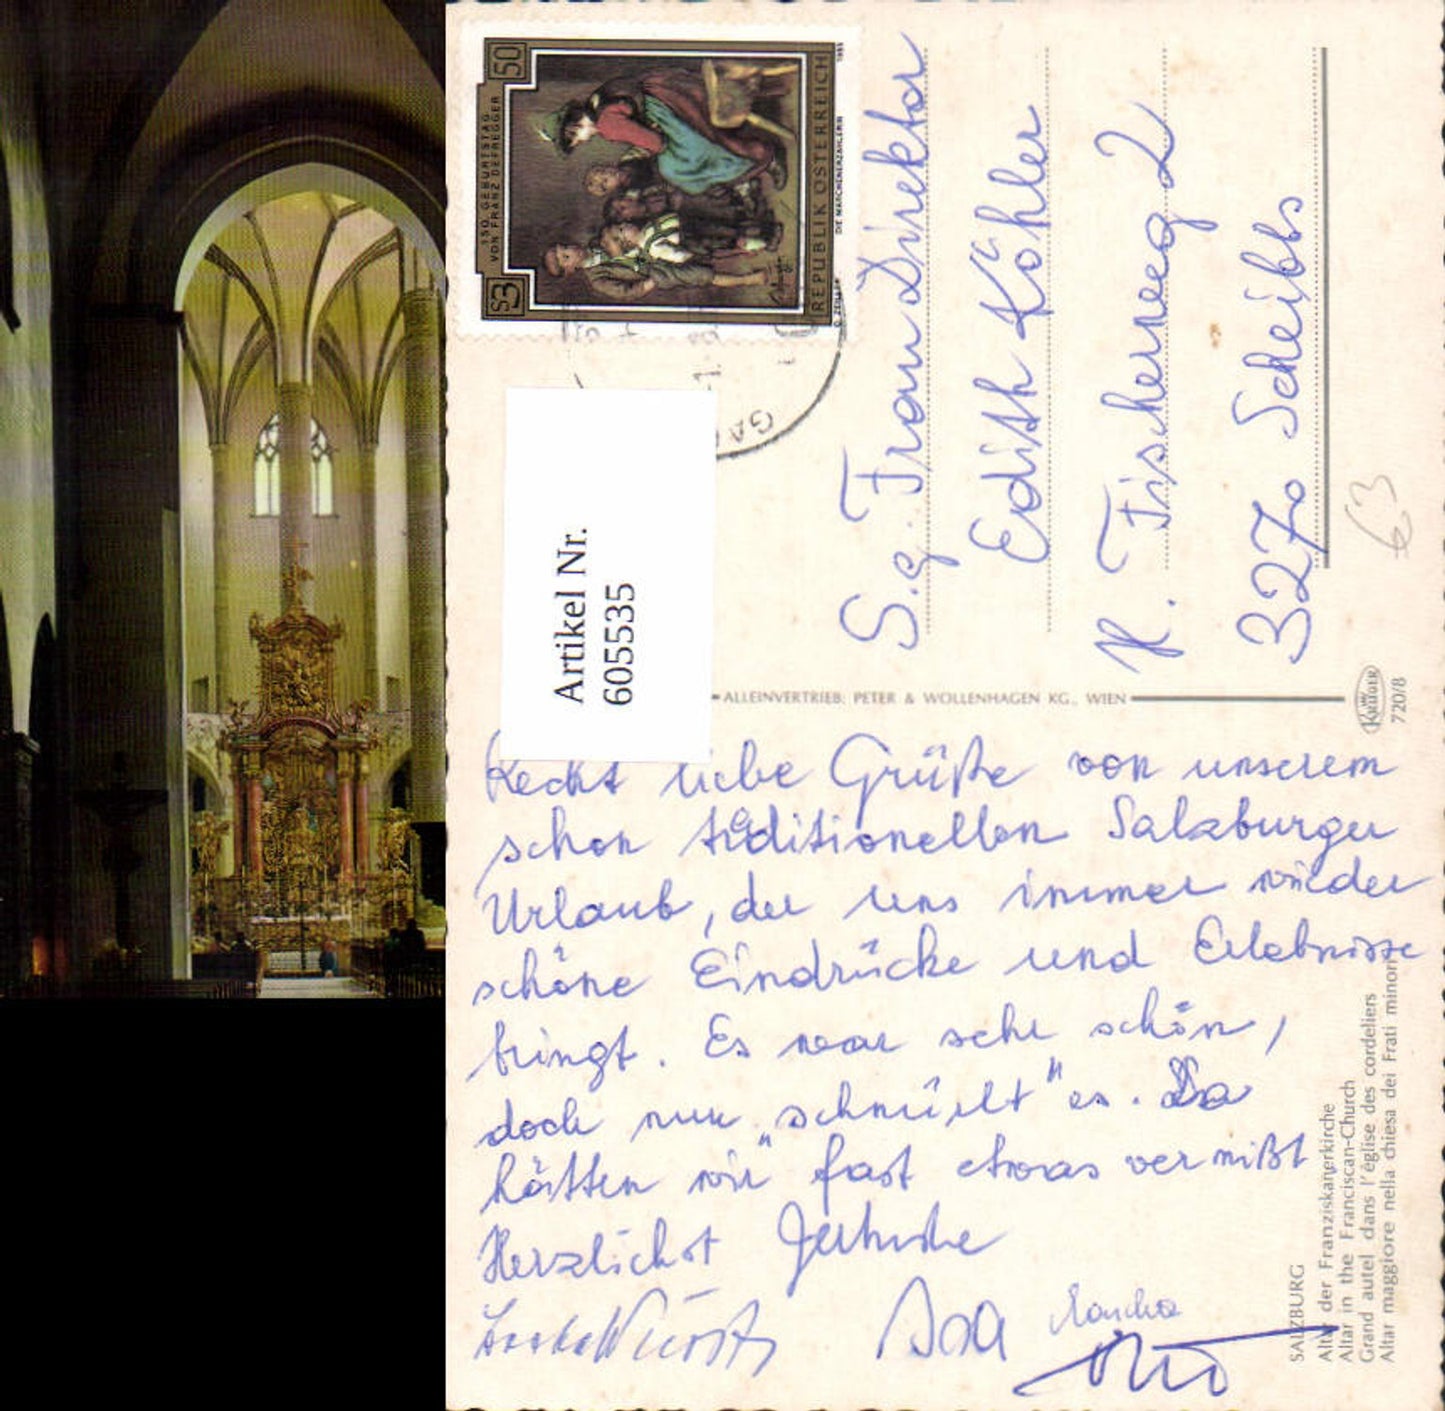 150. GEBURTSTAG
VON FRANZ DEFREGGER
S3
50
REPUBLIK ÖSTERREICH
DIE MÄRCHENERZÄHLERIN
1985
Artikel Nr.
605535
S.g. Frau Direktor
Edith Köhler
H. Fischerweg 2
3270 Scheibbs
63
ALLEINVERTRIEB: PETER & WOLLENHAGEN KG., WIEN
KRÜGER
720/8
Recht liebe Grüße von unserem
schon traditionellen Salzburger
Urlaub, der uns immer wieder
schöne Eindrücke und Erlebnisse
bringt. Es war sehr schön,
doch nun „schnürlt" es. Da
hätten wir fast etwas vermißt
Herzlichst Gertrude
SALZBURG
Altar der Franziskanerkirche
Altar in the Franciscan-Church
Grand autel dans l'église des cordeliers
Altar maggiore nella chiesa dei Frati minori